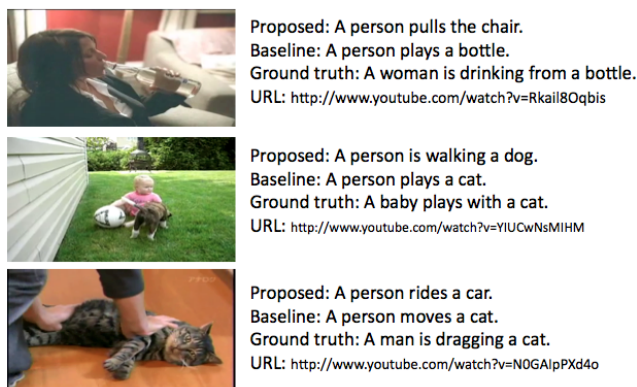 Proposed: A person pulls the chair.
Baseline: A person plays a bottle.
Ground truth: A woman is drinking from a bottle.
URL: http://www.youtube.com/watch?v=Rkail8Oqbis
Proposed: A person is walking a dog.
Baseline: A person plays a cat.
Ground truth: A baby plays with a cat.
URL: http://www.youtube.com/watch?v=YIUCwNsMIHM
Proposed: A person rides a car.
Baseline: A person moves a cat.
Ground truth: A man is dragging a cat.
URL: http://www.youtube.com/watch?v=N0GAIpPXd4o